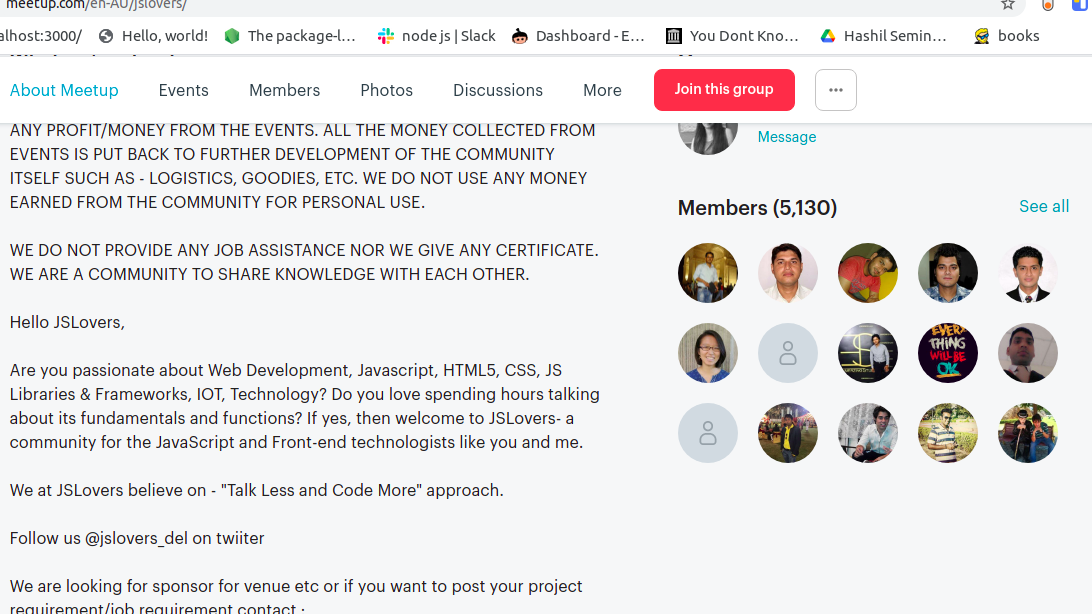 meetup.com/en-AU/jslovers/
alhost:3000/ Hello, world! The package-l... node js | Slack Dashboard - E... You Dont Kno... Hashil Semin... books
About Meetup Events Members Photos Discussions More Join this group ...
ANY PROFIT/MONEY FROM THE EVENTS. ALL THE MONEY COLLECTED FROM
EVENTS IS PUT BACK TO FURTHER DEVELOPMENT OF THE COMMUNITY
ITSELF SUCH AS - LOGISTICS, GOODIES, ETC. WE DO NOT USE ANY MONEY
EARNED FROM THE COMMUNITY FOR PERSONAL USE.
WE DO NOT PROVIDE ANY JOB ASSISTANCE NOR WE GIVE ANY CERTIFICATE.
WE ARE A COMMUNITY TO SHARE KNOWLEDGE WITH EACH OTHER.
Hello JSLovers,
Are you passionate about Web Development, Javascript, HTML5, CSS, JS
Libraries & Frameworks, IOT, Technology? Do you love spending hours talking
about its fundamentals and functions? If yes, then welcome to JSLovers- a
community for the JavaScript and Front-end technologists like you and me.
We at JSLovers believe on - "Talk Less and Code More" approach.
Follow us @jslovers_del on twiiter
We are looking for sponsor for venue etc or if you want to post your project
requirement/job requirement contact :
Message
Members (5,130) See all
EVERY
THING
WILL BE
OK